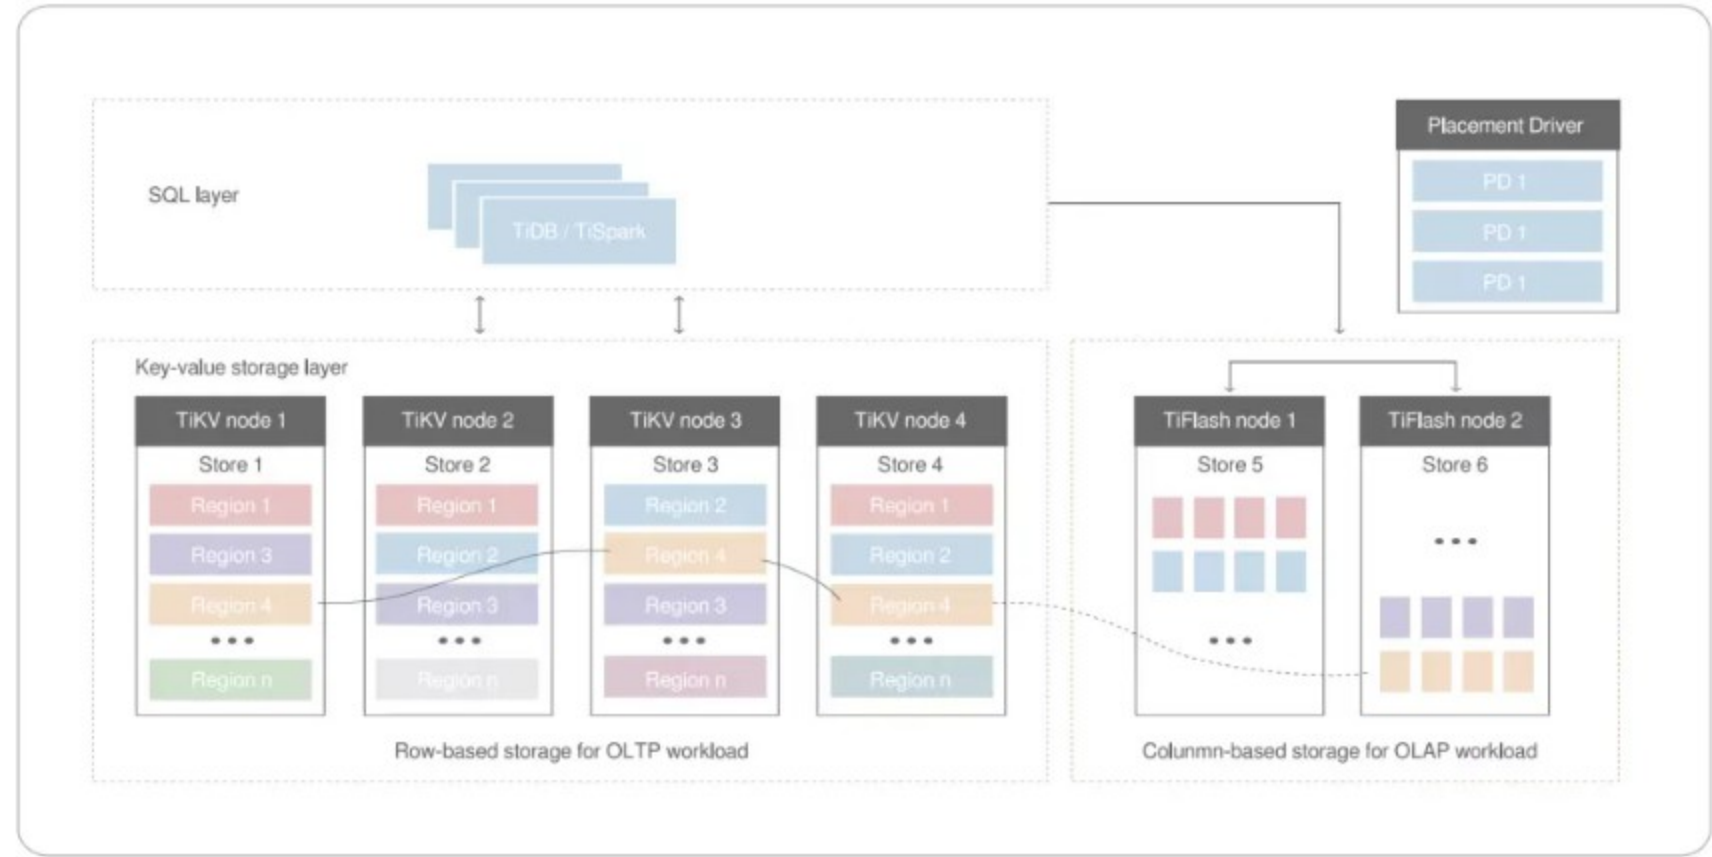 Placement Driver
PD 1
PD 1
PD 1
SQL layer
TiDB / TiSpark
Key-value storage layer
TiKV node 1
Store 1
Region 1
Region 3
Region 4
Region n
TiKV node 2
Store 2
Region 1
Region 2
Region 3
Region n
TiKV node 3
Store 3
Region 2
Region 4
Region 3
Region n
TiKV node 4
Store 4
Region 1
Region 2
Region 4
Region n
Row-based storage for OLTP workload
TiFlash node 1
Store 5
TiFlash node 2
Store 6
Colunmn-based storage for OLAP workload